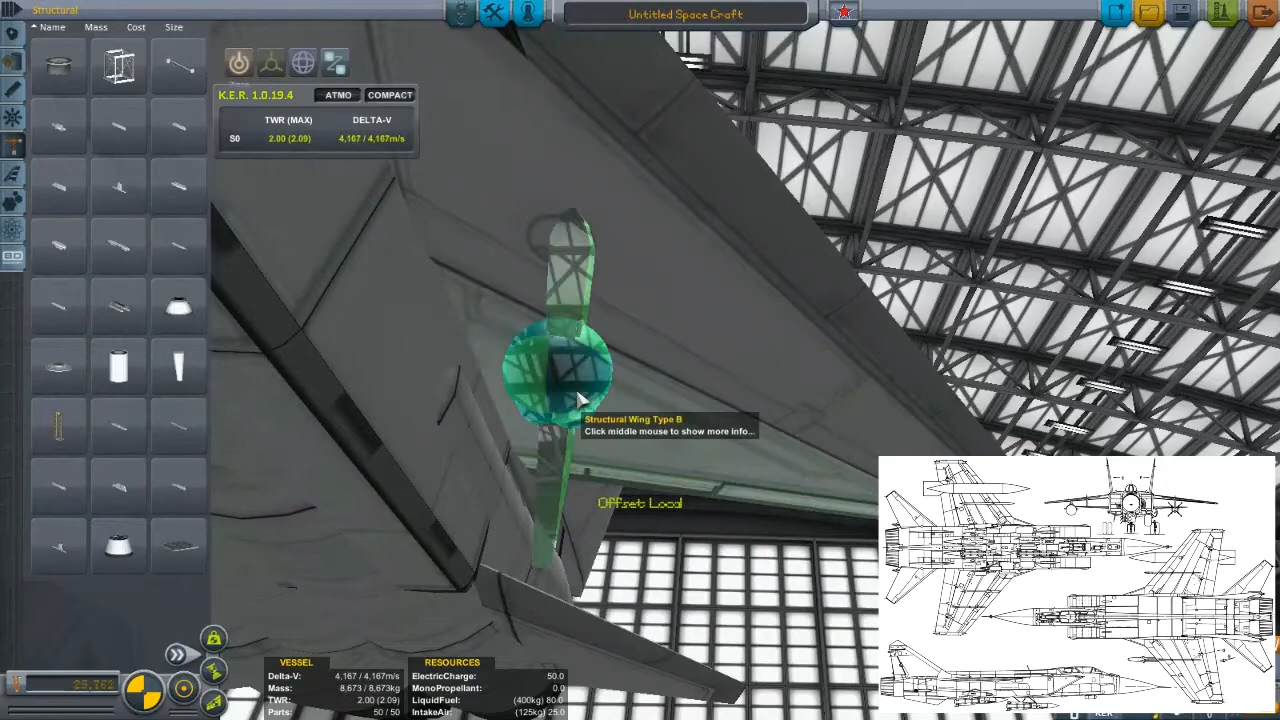 Structural
Untitled Space Craft
Name Mass Cost Size
K.E.R. 1.0.19.4 ATMO COMPACT
TWR (MAX) DELTA-V
S0 2.00 (2.09) 4,167 / 4,167m/s
Structural Wing Type B
Click middle mouse to show more info...
Offset Local
VESSEL
Delta-V: 4,167 / 4,167m/s
Mass: 8,673 / 8,673kg
TWR: 2.00 (2.09)
Parts: 50 / 50
RESOURCES
ElectricCharge: 50.0
MonoPropellant: 0.0
LiquidFuel: (400kg) 80.0
IntakeAir: (125kg) 25.0